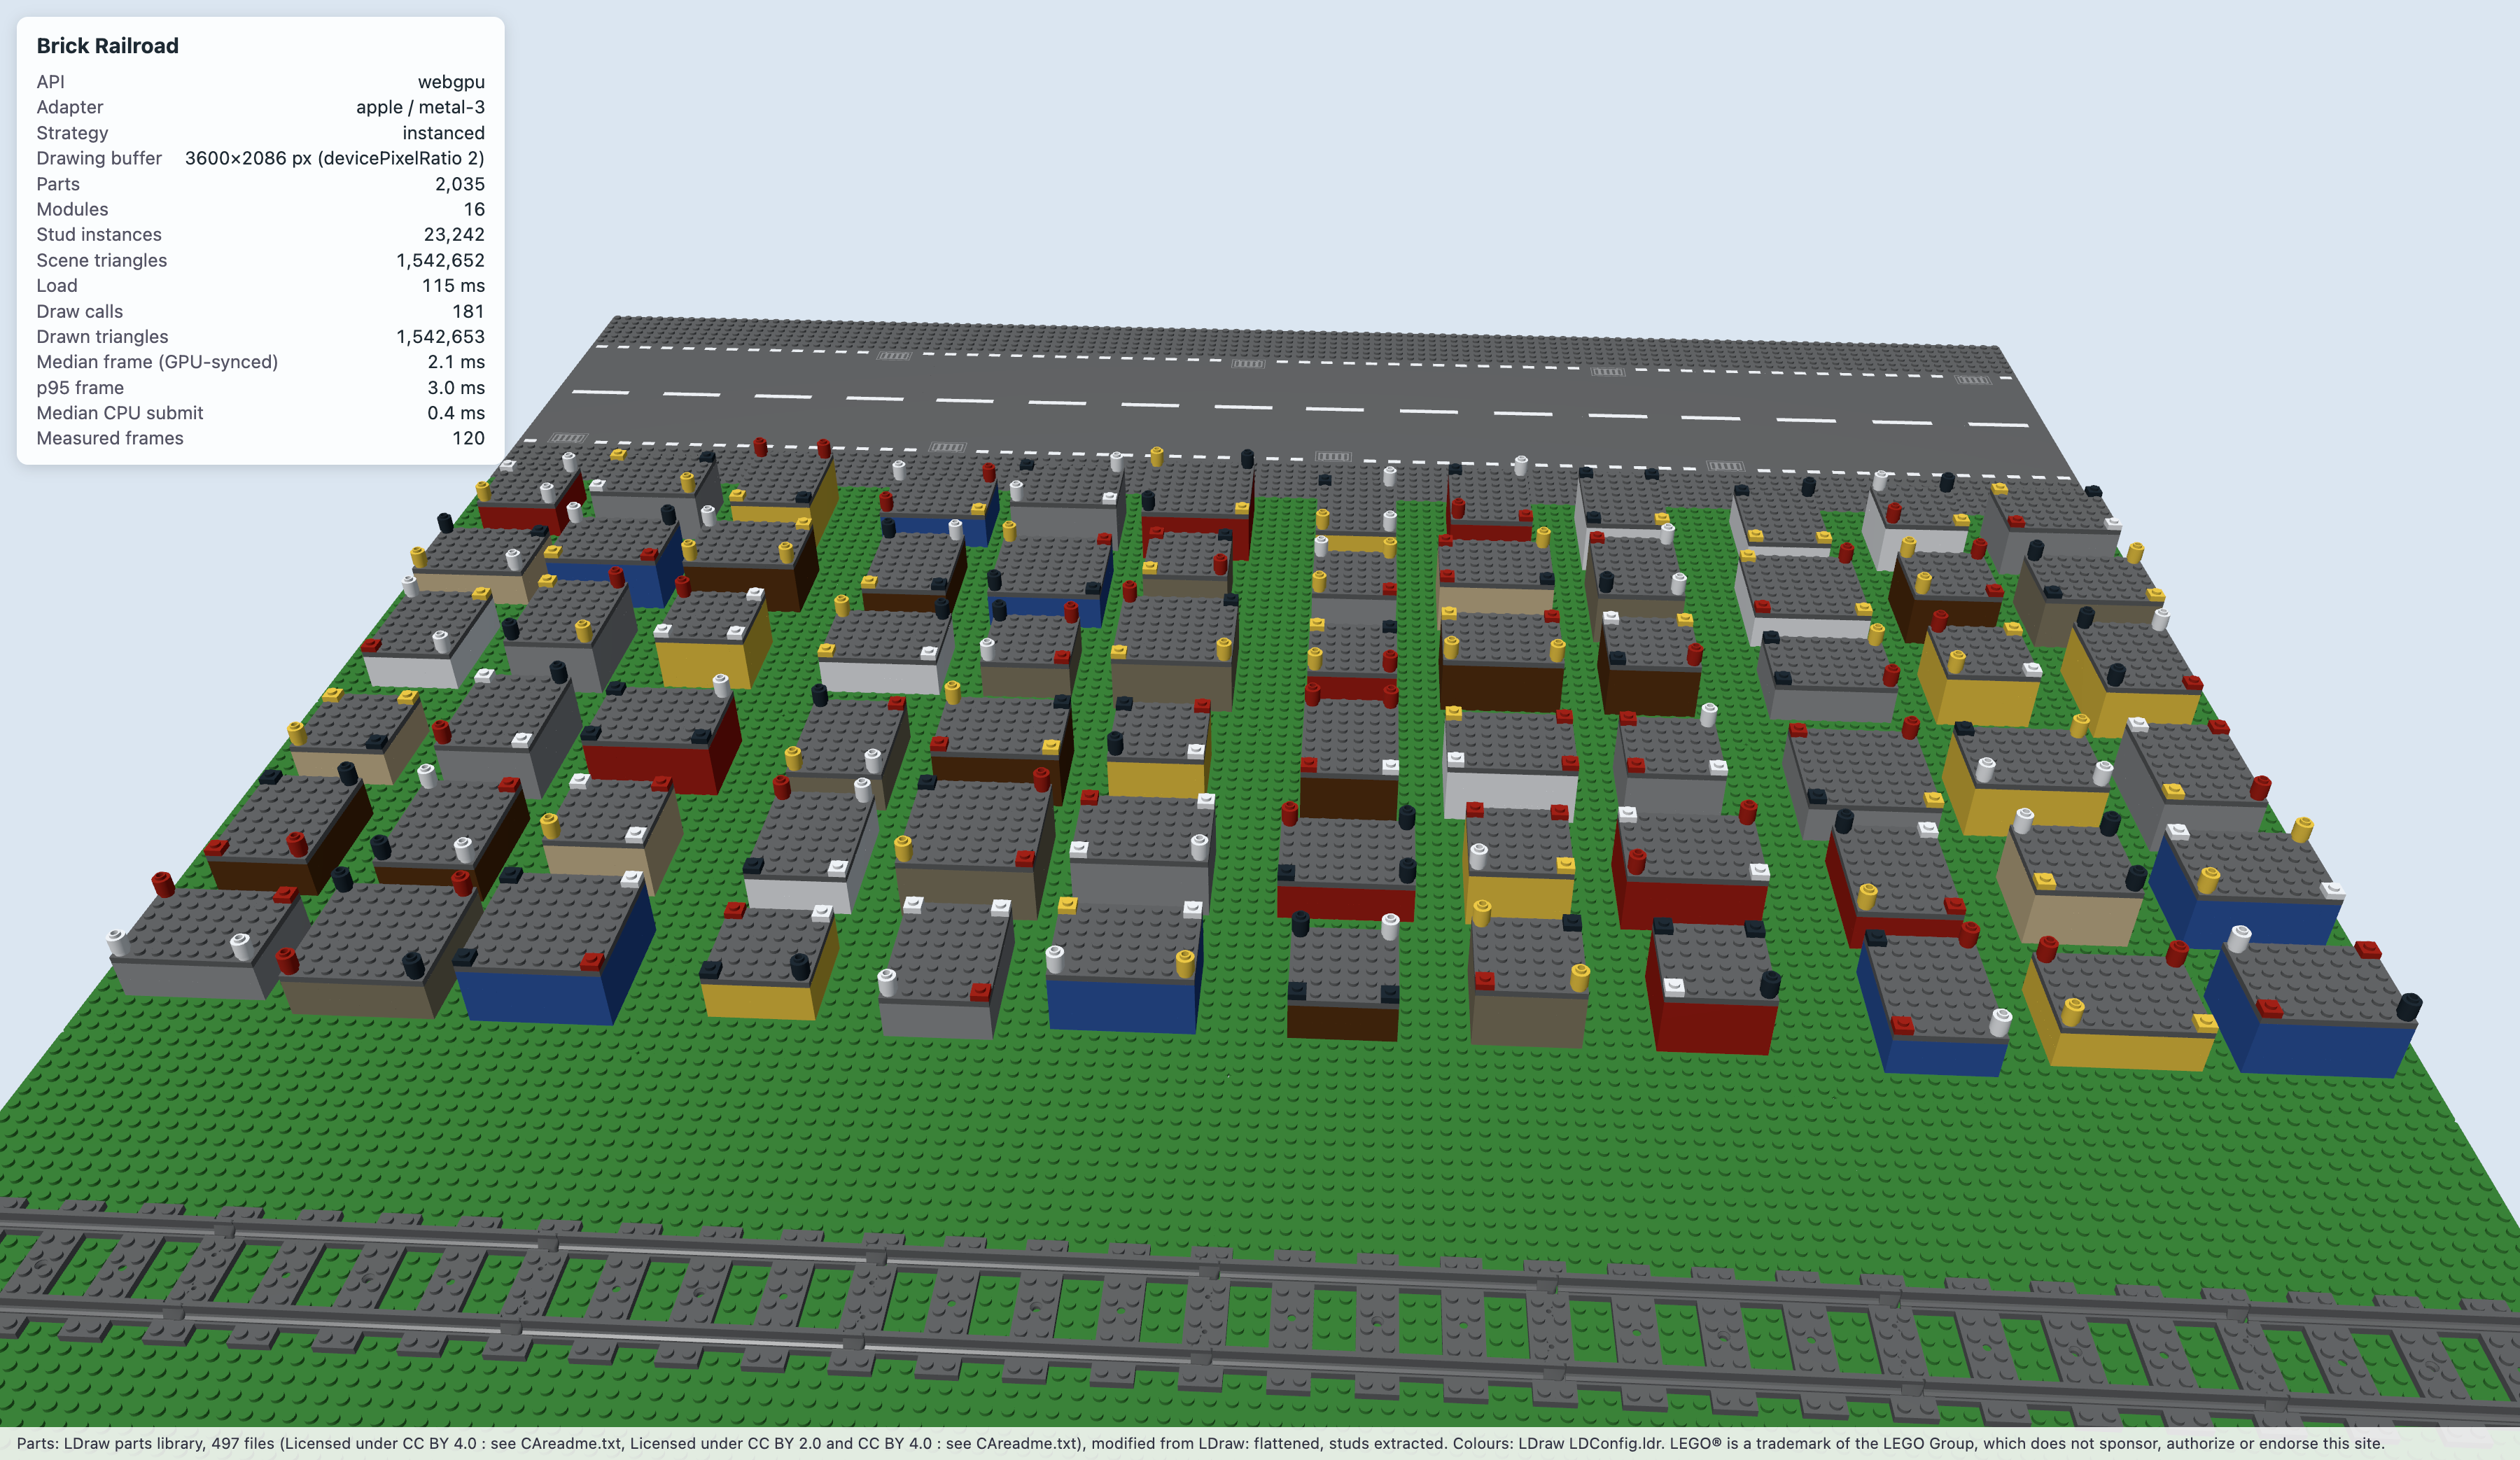 Brick Railroad
API webgpu
Adapter apple / metal-3
Strategy instanced
Drawing buffer 3600×2086 px (devicePixelRatio 2)
Parts 2,035
Modules 16
Stud instances 23,242
Scene triangles 1,542,652
Load 115 ms
Draw calls 181
Drawn triangles 1,542,653
Median frame (GPU-synced) 2.1 ms
p95 frame 3.0 ms
Median CPU submit 0.4 ms
Measured frames 120
Parts: LDraw parts library, 497 files (Licensed under CC BY 4.0 : see CAreadme.txt, Licensed under CC BY 2.0 and CC BY 4.0 : see CAreadme.txt), modified from LDraw: flattened, studs extracted. Colours: LDraw LDConfig.ldr. LEGO® is a trademark of the LEGO Group, which does not sponsor, authorize or endorse this site.